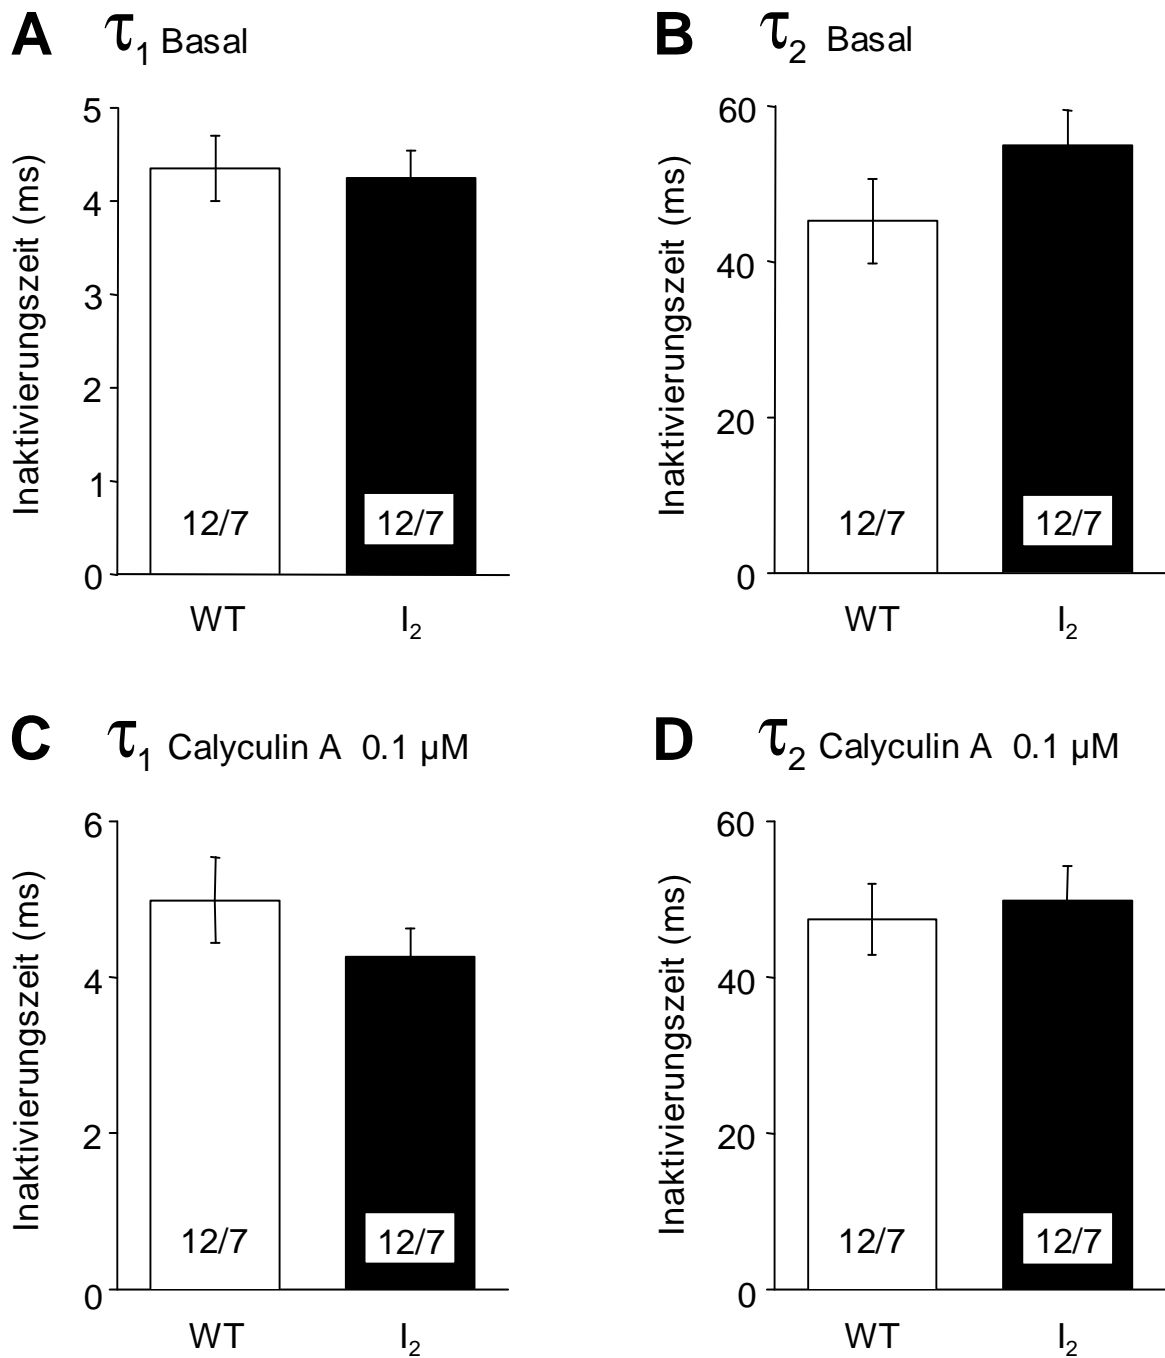 A τ1 Basal
Inaktivierungszeit (ms)
5
4
3
2
1
0
12/7
12/7
WT
I2
B τ2 Basal
Inaktivierungszeit (ms)
60
40
20
0
12/7
12/7
WT
I2
C τ1 Calyculin A 0.1 µM
Inaktivierungszeit (ms)
6
4
2
0
12/7
12/7
WT
I2
D τ2 Calyculin A 0.1 µM
Inaktivierungszeit (ms)
60
40
20
0
12/7
12/7
WT
I2